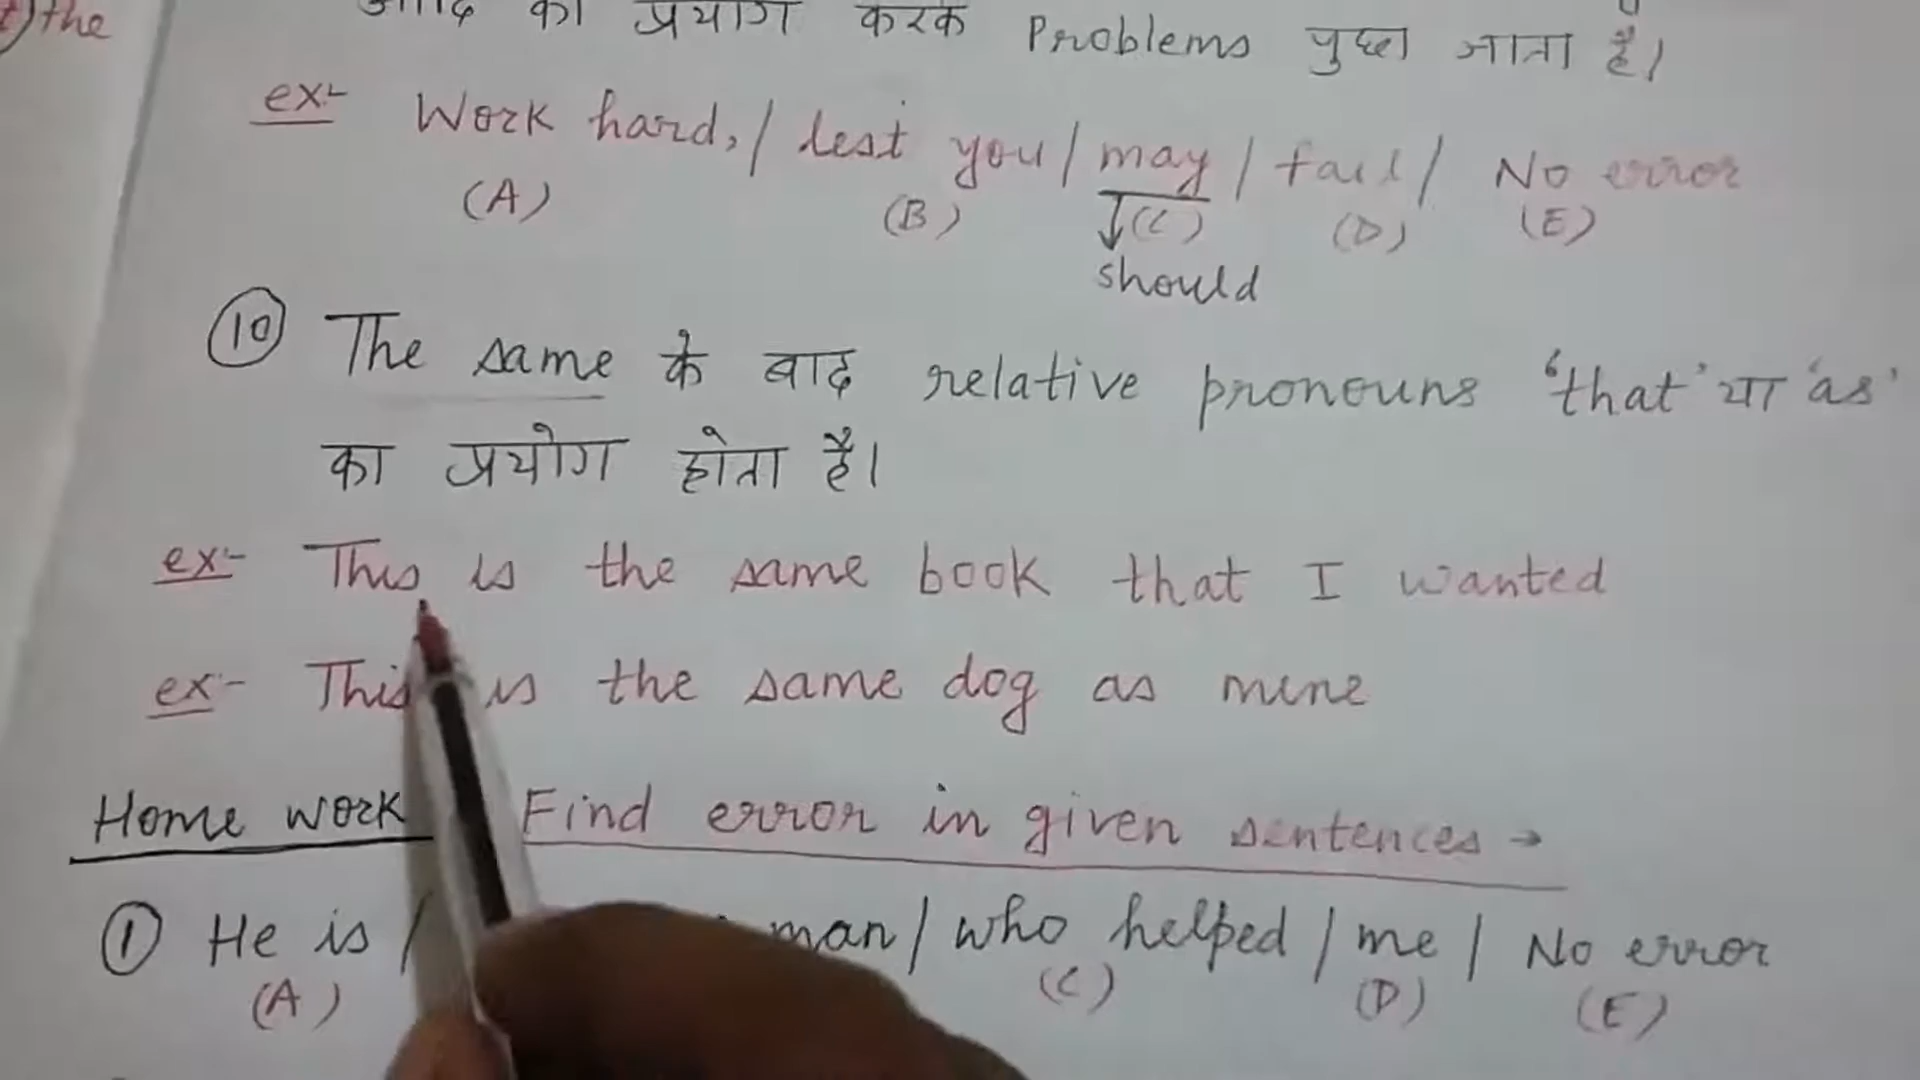 t) the
आदि का प्रयोग करके Problems पुछा जाता है।
ex:- Work hard, / lest you / may / fail / No error
(A) (B) (C) (D) (E)
should
(10) The same के बाद relative pronouns 'that' या 'as'
का प्रयोग होता है।
ex:- This is the same book that I wanted
ex:- This is the same dog as mine
Home work Find error in given sentences →
(1) He is / man / who helped / me / No error
(A) (C) (D) (E)